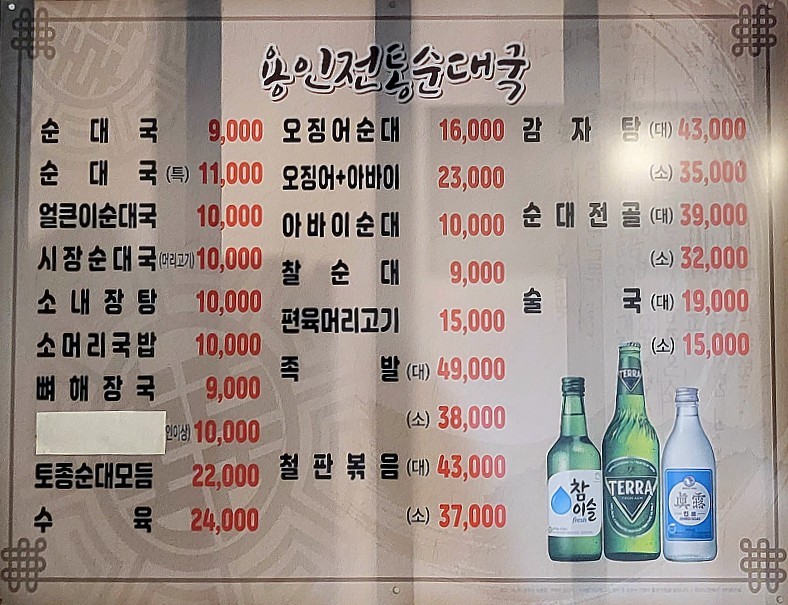 용인전통순대국
순대국 9,000
순대국 (특) 11,000
얼큰이순대국 10,000
시장순대국(머리고기) 10,000
소내장탕 10,000
소머리국밥 10,000
뼈해장국 9,000
인이상) 10,000
토종순대모듬 22,000
수육 24,000
오징어순대 16,000
오징어+아바이 23,000
아바이순대 10,000
찰순대 9,000
편육머리고기 15,000
족발 (대) 49,000
(소) 38,000
철판볶음 (대) 43,000
(소) 37,000
감자탕 (대) 43,000
(소) 35,000
순대전골 (대) 39,000
(소) 32,000
술국 (대) 19,000
(소) 15,000
참
이슬
fresh
TERRA
TERRA
眞露
진로